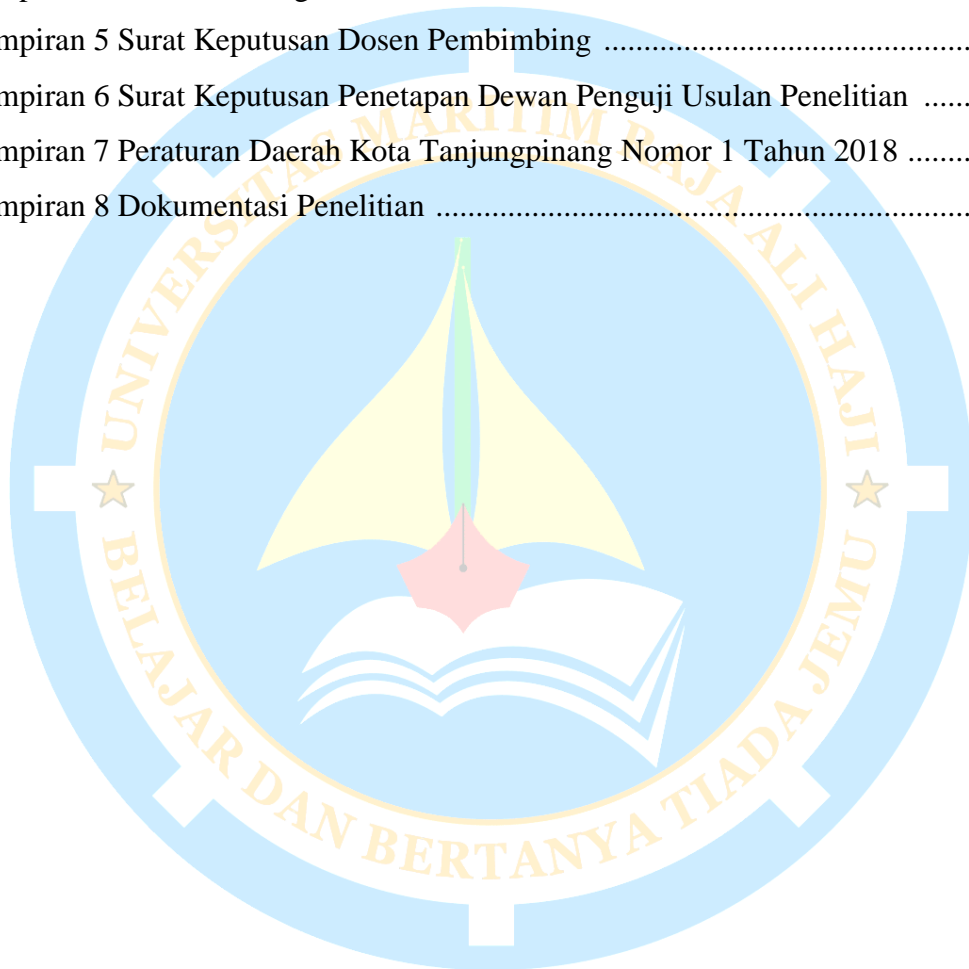 mpiran 5 Surat Keputusan Dosen Pembimbing ............................................
mpiran 6 Surat Keputusan Penetapan Dewan Penguji Usulan Penelitian ......
mpiran 7 Peraturan Daerah Kota Tanjungpinang Nomor 1 Tahun 2018 ........
mpiran 8 Dokumentasi Penelitian ................................................................
UNIVERSITAS MARITIM RAJA ALI HAJI
BELAJAR DAN BERTANYA TIADA JEMU